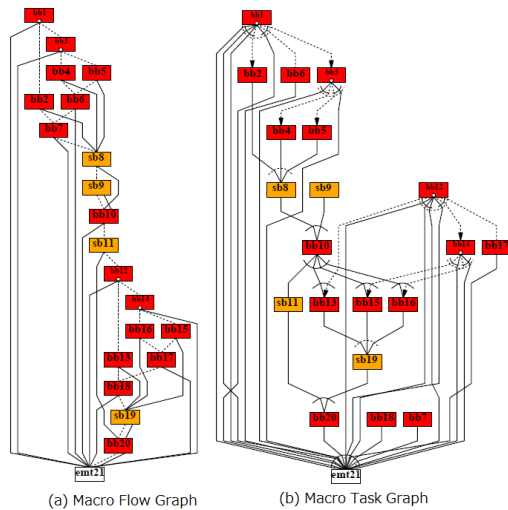 bb1
bb3
bb4
bb5
bb2
bb6
bb7
sb8
sb9
bb10
sb11
bb12
bb14
bb16
bb15
bb13
bb17
bb18
sb19
bb20
emt21
(a) Macro Flow Graph
bb1
bb2
bb6
bb3
bb4
bb5
sb8
sb9
bb12
bb10
bb14
bb17
sb11
bb13
bb15
bb16
sb19
bb20
bb18
bb7
emt21
(b) Macro Task Graph